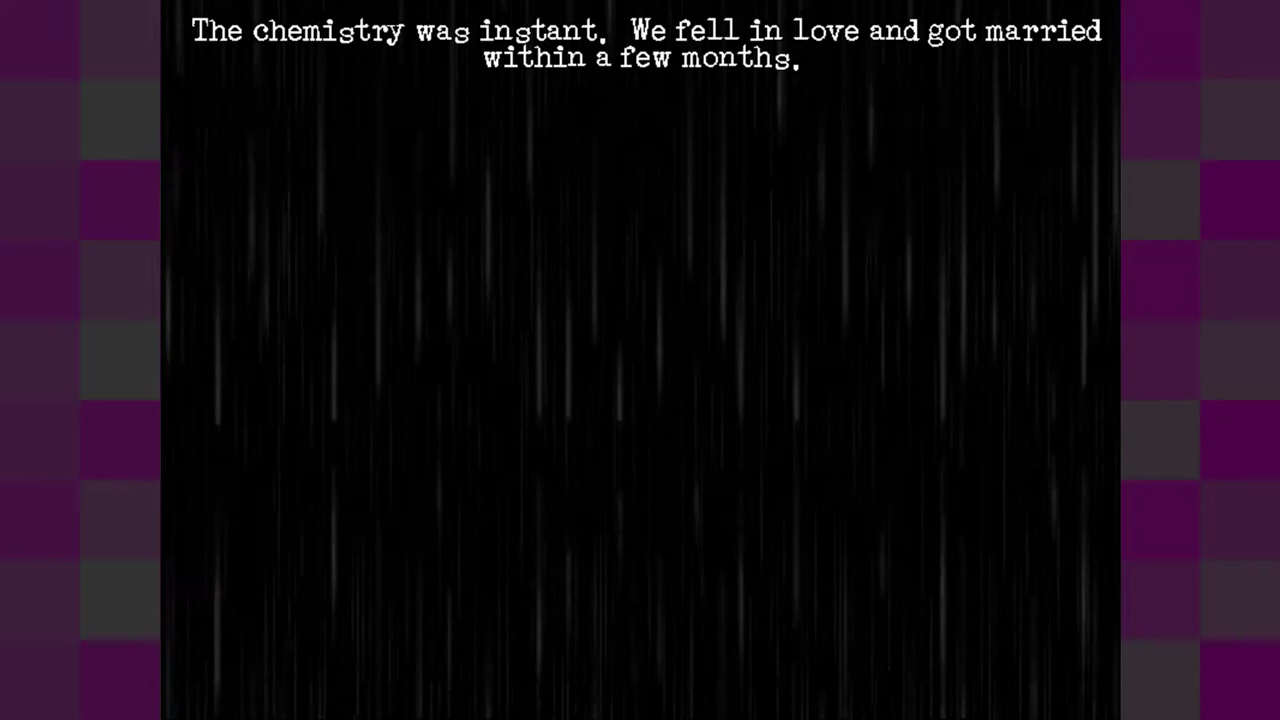 The chemistry was instant.  We fell in love and got married
within a few months.